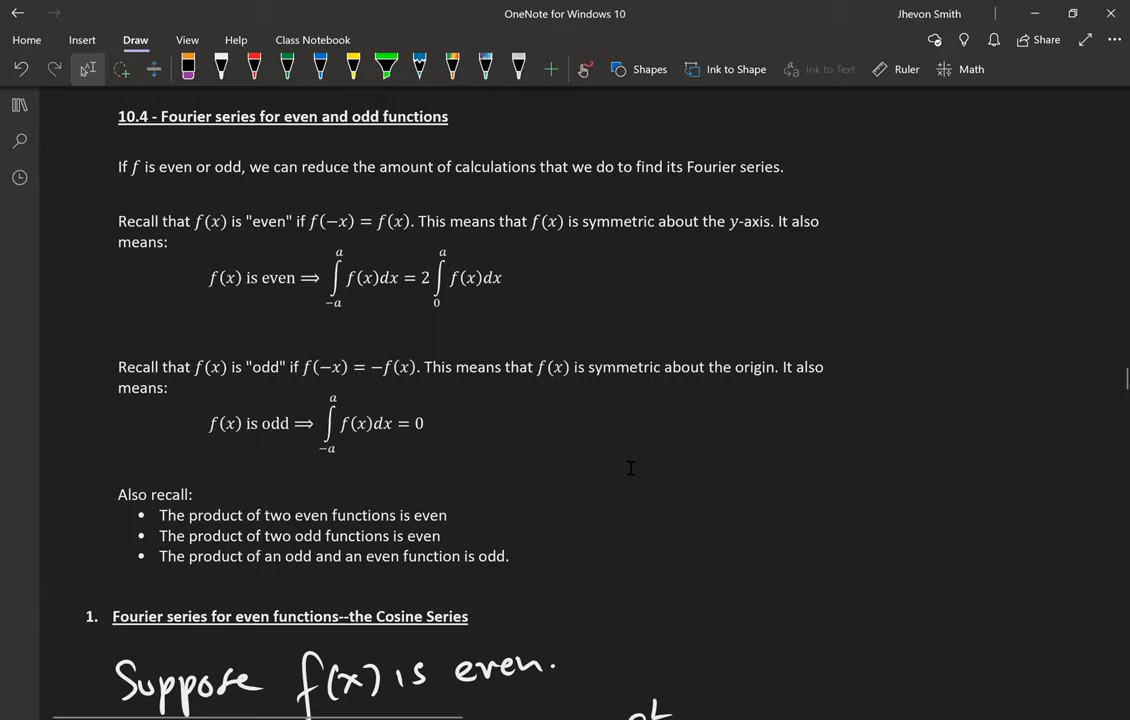 OneNote for Windows 10
Jhevon Smith
Home Insert Draw View Help Class Notebook
Share
Shapes Ink to Shape Ink to Text Ruler Math
10.4 - Fourier series for even and odd functions
If f is even or odd, we can reduce the amount of calculations that we do to find its Fourier series.
Recall that f(x) is "even" if f(−x) = f(x). This means that f(x) is symmetric about the y-axis. It also
means:
f(x) is even ⟹ ∫_{−a}^{a} f(x)dx = 2 ∫_{0}^{a} f(x)dx
Recall that f(x) is "odd" if f(−x) = −f(x). This means that f(x) is symmetric about the origin. It also
means:
f(x) is odd ⟹ ∫_{−a}^{a} f(x)dx = 0
Also recall:
• The product of two even functions is even
• The product of two odd functions is even
• The product of an odd and an even function is odd.
1. Fourier series for even functions--the Cosine Series
Suppose f(x) is even.